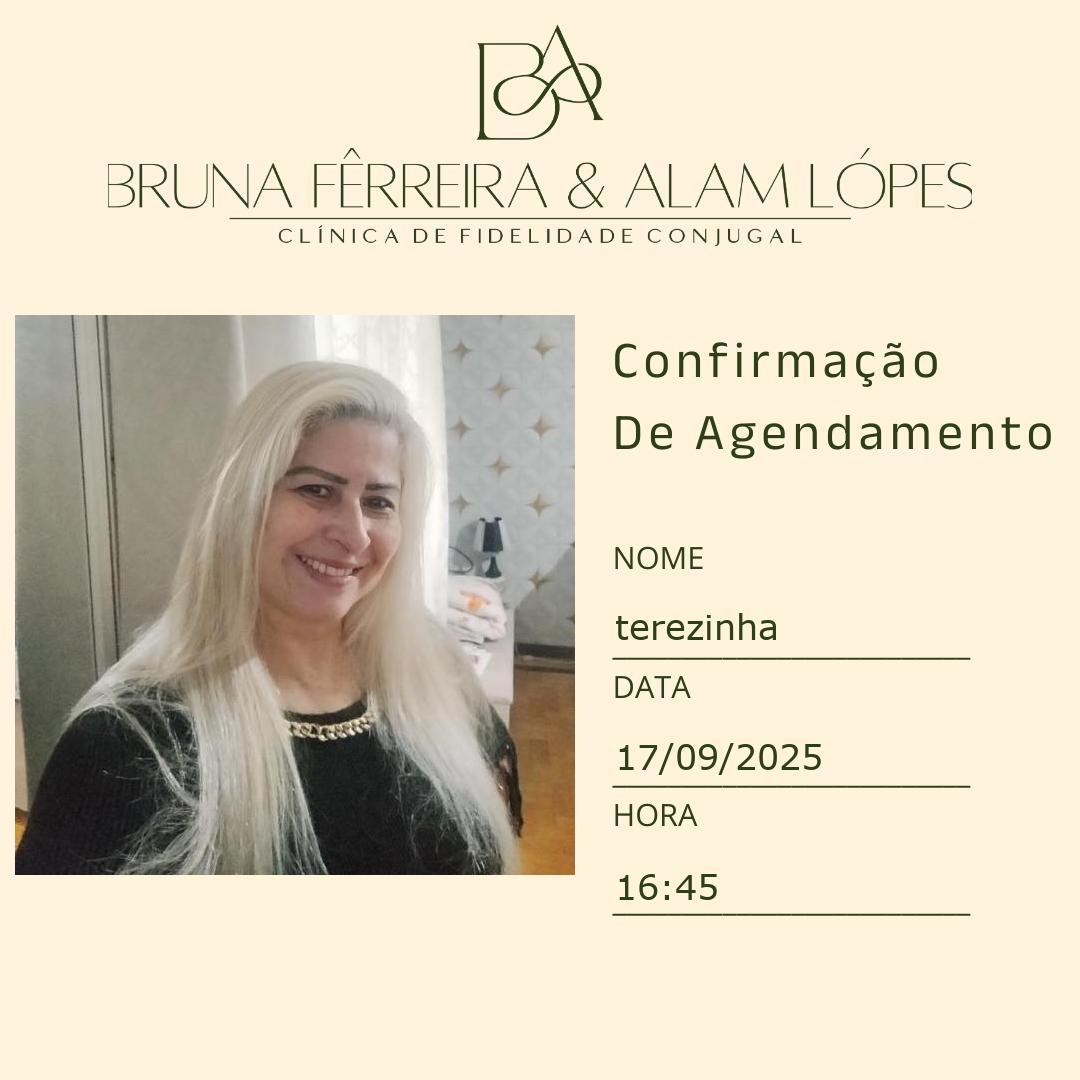 BA
BRUNA FÊRREIRA & ALAM LÓPES
CLÍNICA DE FIDELIDADE CONJUGAL
Confirmação
De Agendamento
NOME
terezinha
DATA
17/09/2025
HORA
16:45